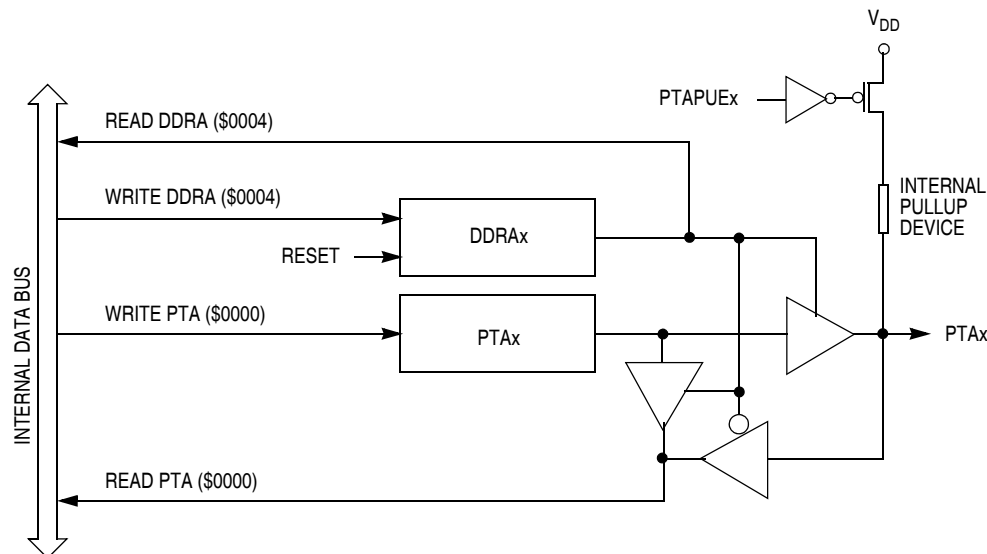 V_DD
PTAPUEx
READ DDRA ($0004)
WRITE DDRA ($0004)
INTERNAL
PULLUP
DEVICE
DDRAx
RESET
WRITE PTA ($0000)
PTAx
PTAx
INTERNAL DATA BUS
READ PTA ($0000)